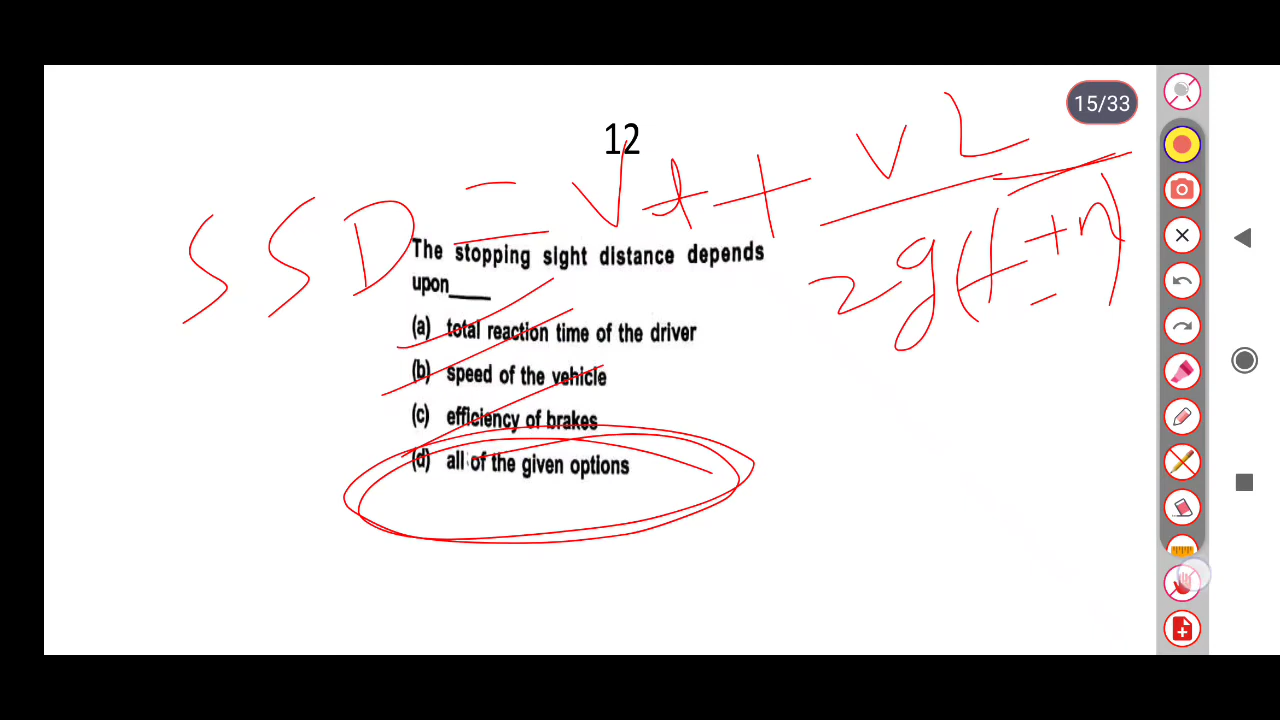 15/33
12
SSD = Vt + V2
2g(f ± n)
The stopping sight distance depends
upon____
(a) total reaction time of the driver
(b) speed of the vehicle
(c) efficiency of brakes
(d) all of the given options